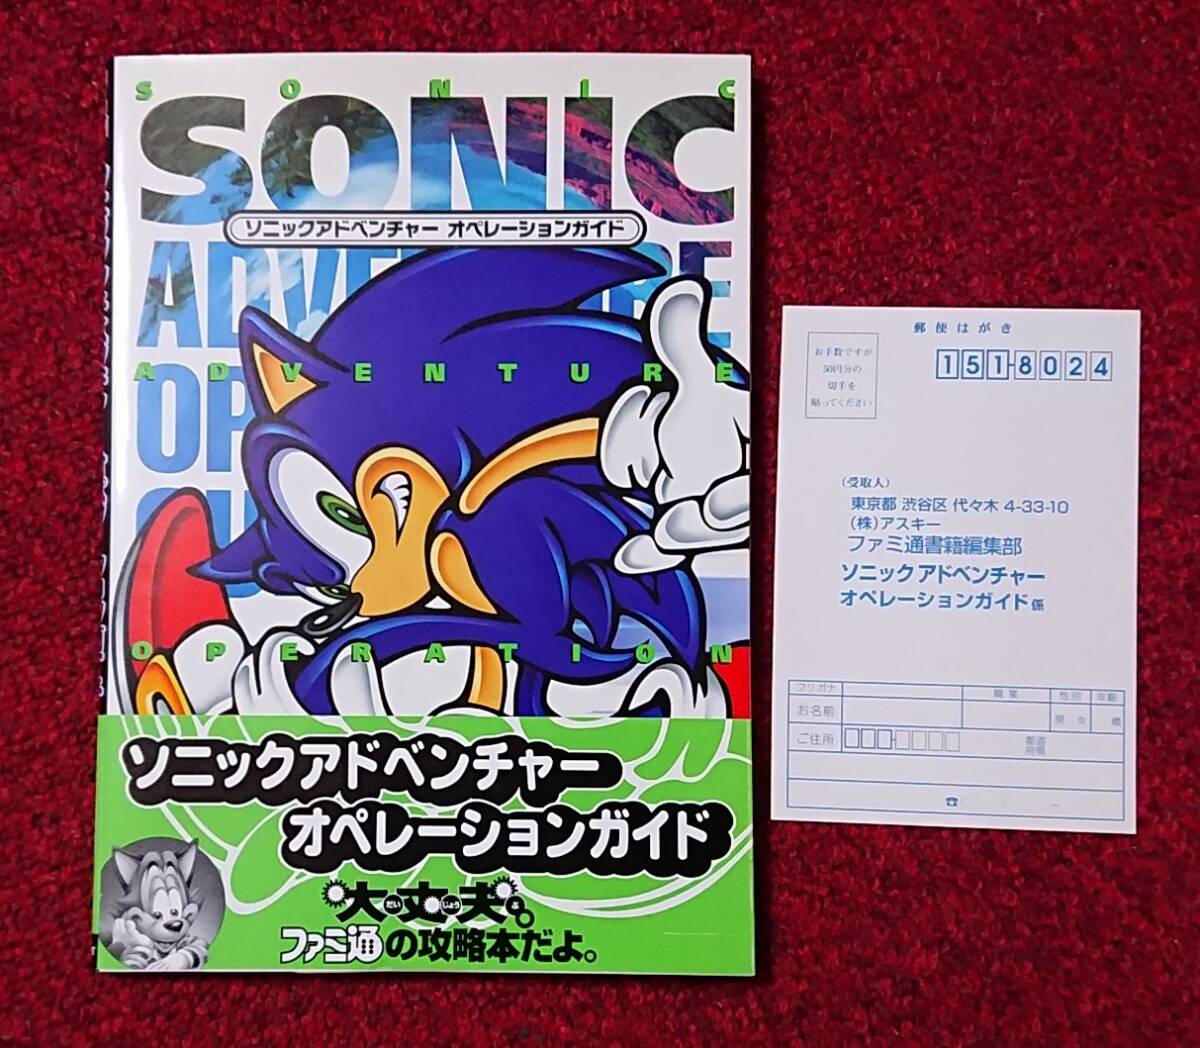 SONIC
SONIC
ソニックアドベンチャー オペレーションガイド
ADVENTURE
OP
OPERATION
ソニックアドベンチャー
オペレーションガイド
大丈夫。
だい じょう ぶ
ファミ通の攻略本だよ。
郵便はがき
お手数ですが
50円分の
切手を
貼ってください
151-8024
(受取人)
東京都 渋谷区 代々木 4-33-10
(株)アスキー
ファミ通書籍編集部
ソニック アドベンチャー
オペレーションガイド 係
フリガナ 職業 性別 年齢
お名前 男 女 歳
ご住所 都道
府県
☎